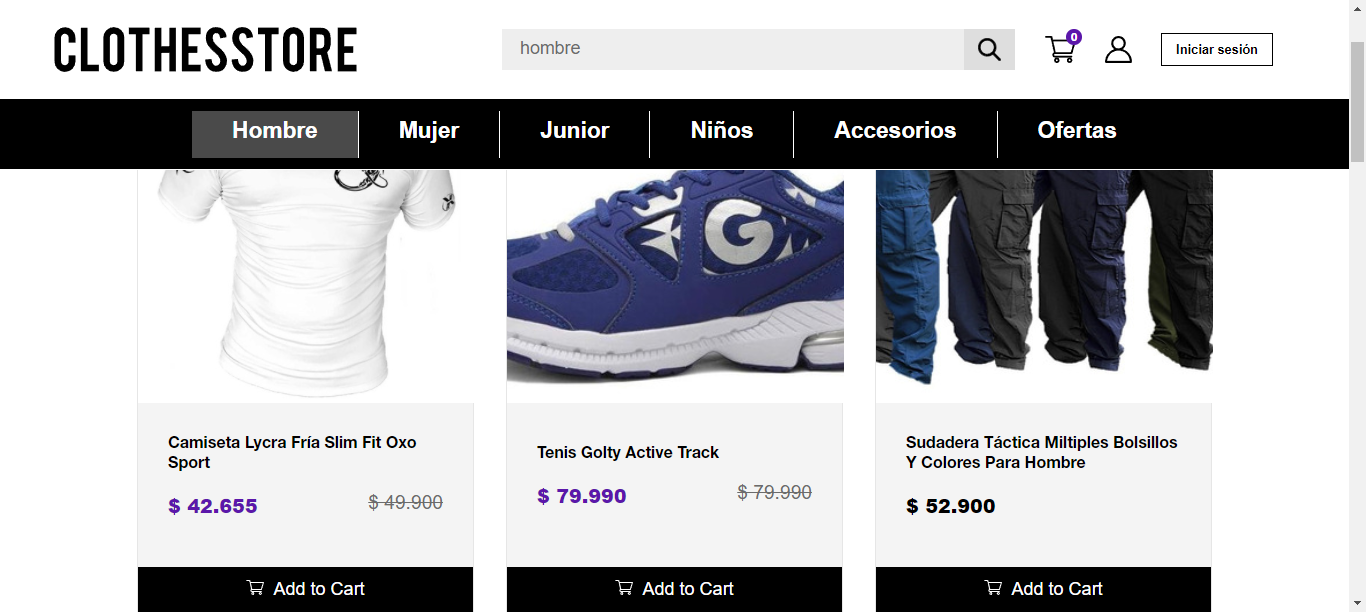 CLOTHESSTORE
hombre
0
Iniciar sesión
Hombre
Mujer
Junior
Niños
Accesorios
Ofertas
G
Camiseta Lycra Fría Slim Fit Oxo
Sport
$ 42.655
$ 49.900
Add to Cart
Tenis Golty Active Track
$ 79.990
$ 79.990
Add to Cart
Sudadera Táctica Miltiples Bolsillos
Y Colores Para Hombre
$ 52.900
Add to Cart